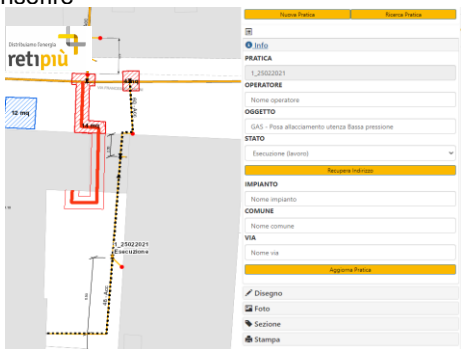 Distribuiamo l'energia
retipiù
12 mq
1_25022021
Esecuzione
Nuova Pratica
Ricerca Pratica
Info
PRATICA
1_25022021
OPERATORE
Nome operatore
OGGETTO
GAS - Posa allacciamento utenza Bassa pressione
STATO
Esecuzione (lavoro)
Recupera Indirizzo
IMPIANTO
Nome impianto
COMUNE
Nome comune
VIA
Nome via
Aggiorna Pratica
Disegno
Foto
Sezione
Stampa